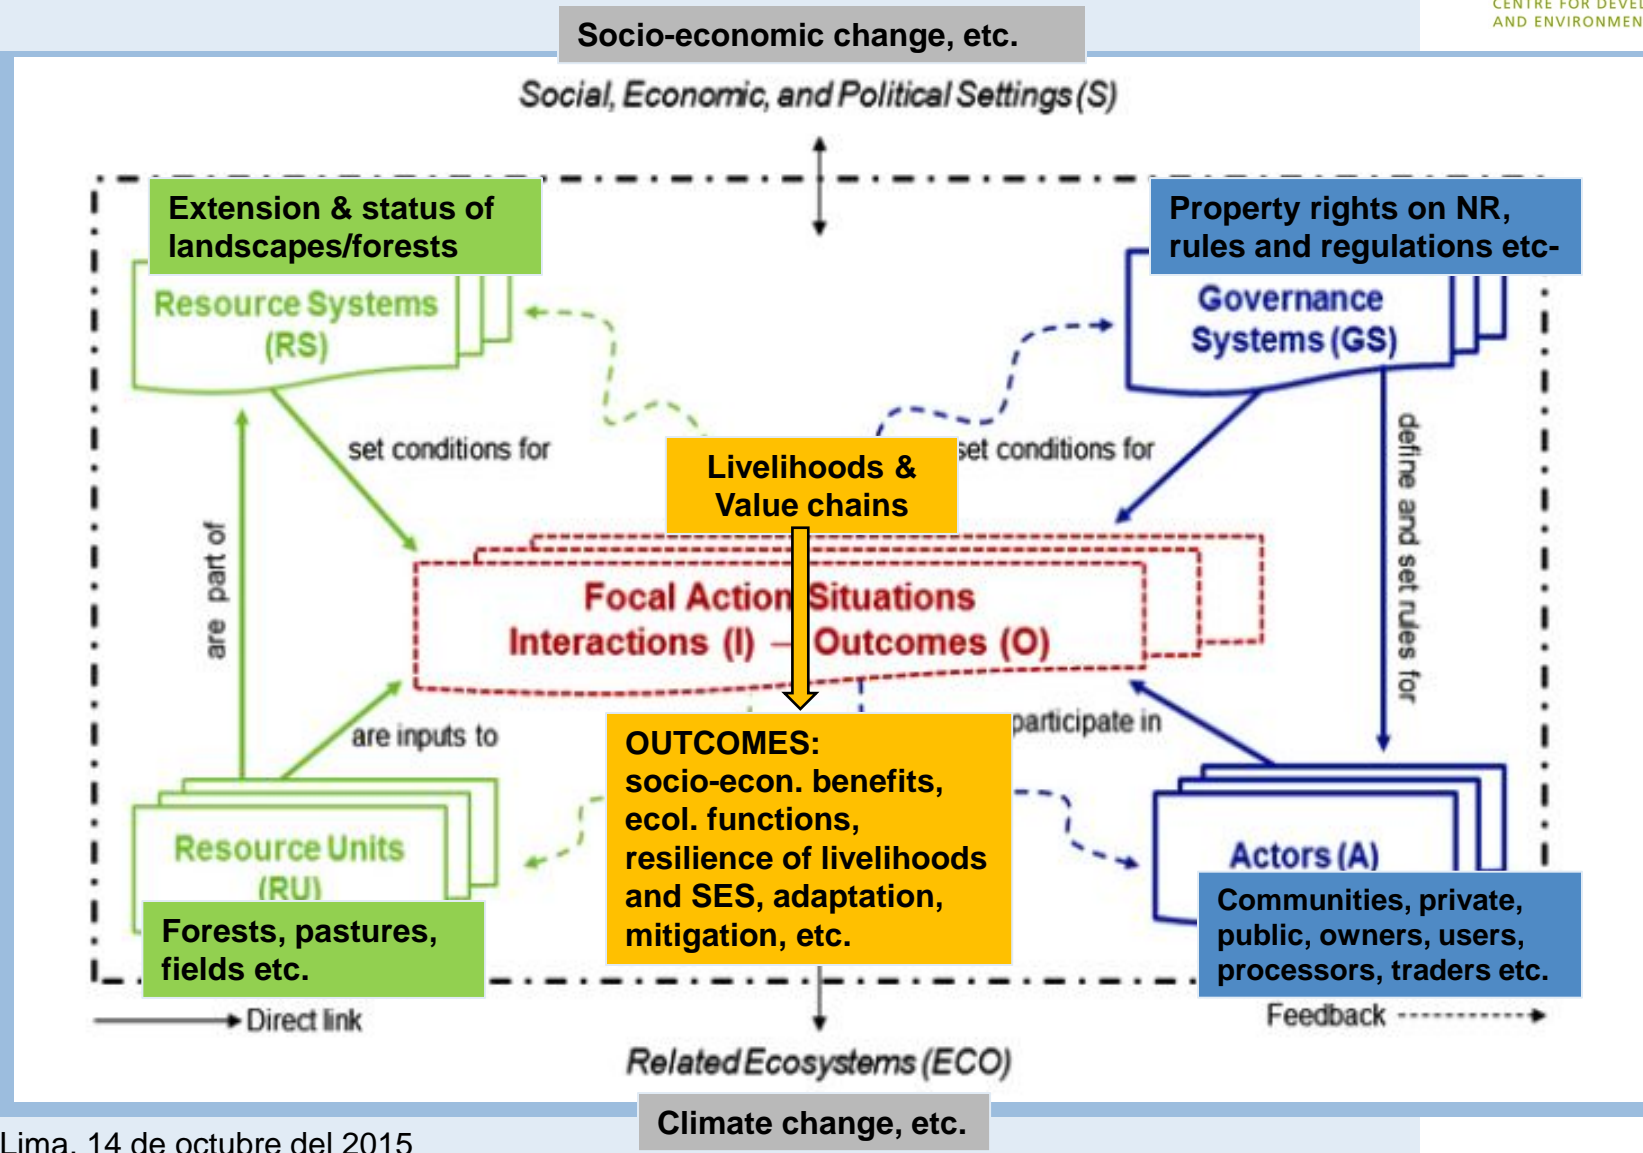 CENTRE FOR
AND ENVIRONMEN
Socio-economic change, etc.
Social, Economic, and Political Settings (S)
Extension & status of
landscapes/forests
Property rights on NR,
rules and regulations etc-
Resource Systems
(RS)
Governance
Systems (GS)
set conditions for
set conditions for
define and set rules for
Livelihoods &
Value chains
are part of
Focal Action Situations
Interactions (I) – Outcomes (O)
are inputs to
participate in
OUTCOMES:
socio-econ. benefits,
ecol. functions,
resilience of livelihoods
and SES, adaptation,
mitigation, etc.
Resource Units
(RU)
Actors (A)
Forests, pastures,
fields etc.
Communities, private,
public, owners, users,
processors, traders etc.
Direct link
Feedback
Related Ecosystems (ECO)
Climate change, etc.
Lima, 14 de octubre del 2015